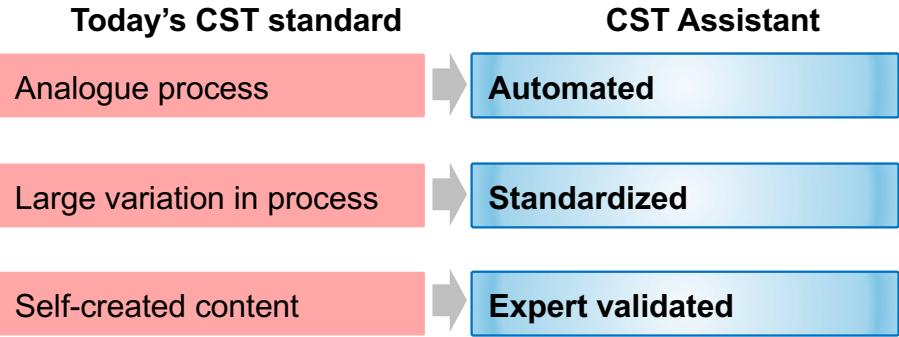 Today’s CST standard
CST Assistant
Analogue process
Automated
Large variation in process
Standardized
Self-created content
Expert validated